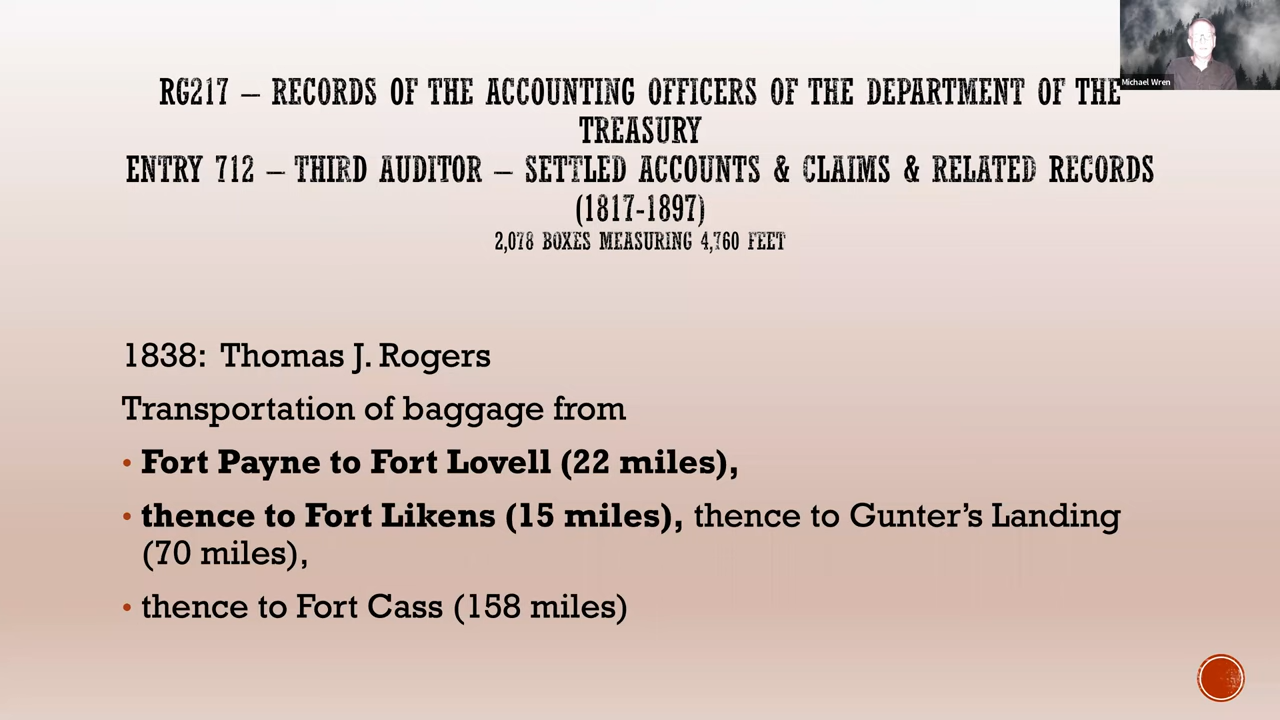 Michael Wren
RG217 – RECORDS OF THE ACCOUNTING OFFICERS OF THE DEPARTMENT OF THE
TREASURY
ENTRY 712 – THIRD AUDITOR – SETTLED ACCOUNTS & CLAIMS & RELATED RECORDS
(1817-1897)
2,078 BOXES MEASURING 4,760 FEET
1838: Thomas J. Rogers
Transportation of baggage from
• Fort Payne to Fort Lovell (22 miles),
• thence to Fort Likens (15 miles), thence to Gunter’s Landing
(70 miles),
• thence to Fort Cass (158 miles)